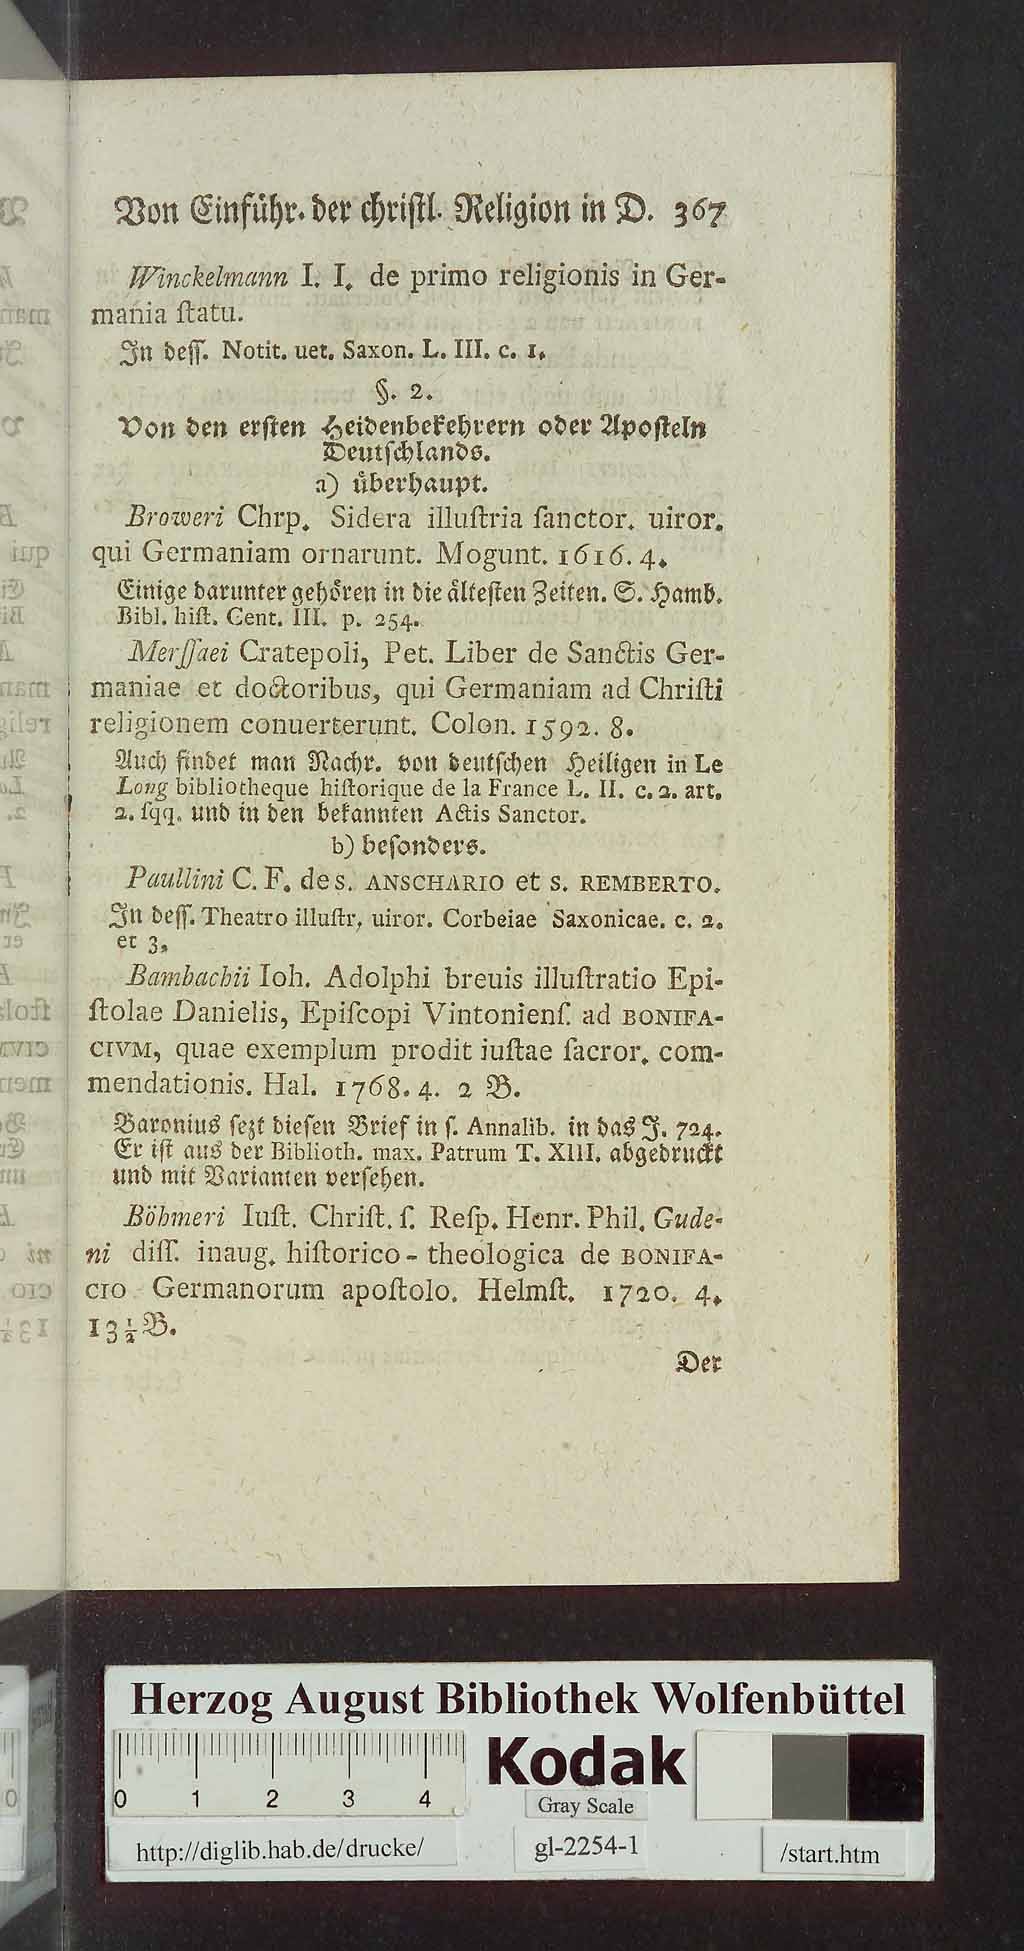 Von Einführ. der chriſtl. Religion in D. 367
Winckelmann I. I. de primo religionis in Ger-
mania ſtatu.
In deſſ. Notit. uet. Saxon. L. III. c. 1.
§. 2.
Von den erſten Heidenbekehrern oder Apoſteln
Deutſchlands.
a) uͤberhaupt.
Broweri Chrp. Sidera illuſtria ſanctor. uiror.
qui Germaniam ornarunt. Mogunt. 1616. 4.
Einige darunter gehoͤren in die aͤlteſten Zeiten. S. Hamb.
Bibl. hiſt. Cent. III. p. 254.
Merſſaei Cratepoli, Pet. Liber de Sanctis Ger-
maniae et doctoribus, qui Germaniam ad Chriſti
religionem conuerterunt. Colon. 1592. 8.
Auch findet man Nachr. von deutſchen Heiligen in Le
Long bibliotheque hiſtorique de la France L. II. c. 2. art.
2. ſqq. und in den bekannten Actis Sanctor.
b) beſonders.
Paullini C. F. de s. ANSCHARIO et s. REMBERTO.
In deſſ. Theatro illuſtr. uiror. Corbeiae Saxonicae. c. 2.
et 3.
Bambachii Ioh. Adolphi breuis illuſtratio Epi-
ſtolae Danielis, Epiſcopi Vintonienſ. ad BONIFA-
CIVM, quae exemplum prodit iuſtae ſacror. com-
mendationis. Hal. 1768. 4. 2 B.
Baronius ſezt dieſen Brief in ſ. Annalib. in das J. 724.
Er iſt aus der Biblioth. max. Patrum T. XIII. abgedruckt
und mit Varianten verſehen.
Böhmeri Iuſt. Chriſt. ſ. Reſp. Henr. Phil. Gude-
ni diſſ. inaug. hiſtorico-theologica de BONIFA-
CIO Germanorum apoſtolo. Helmſt. 1720. 4.
13½ B.
Der
Herzog August Bibliothek Wolfenbüttel
0 1 2 3 4
Kodak
Gray Scale
http://diglib.hab.de/drucke/
gl-2254-1
/start.htm